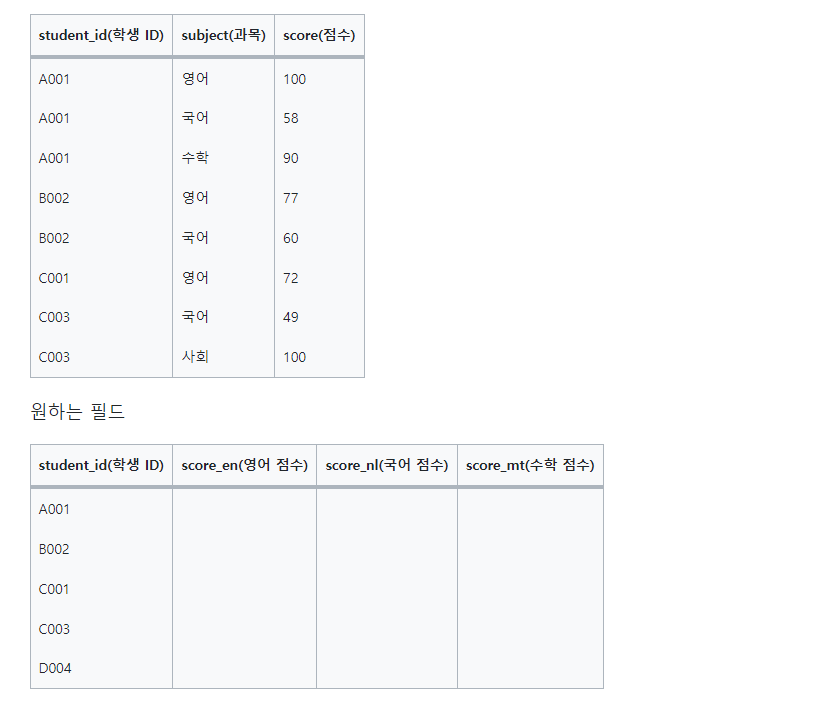 student_id(학생 ID) subject(과목) score(점수)
A001 영어 100
A001 국어 58
A001 수학 90
B002 영어 77
B002 국어 60
C001 영어 72
C003 국어 49
C003 사회 100
원하는 필드
student_id(학생 ID) score_en(영어 점수) score_nl(국어 점수) score_mt(수학 점수)
A001
B002
C001
C003
D004